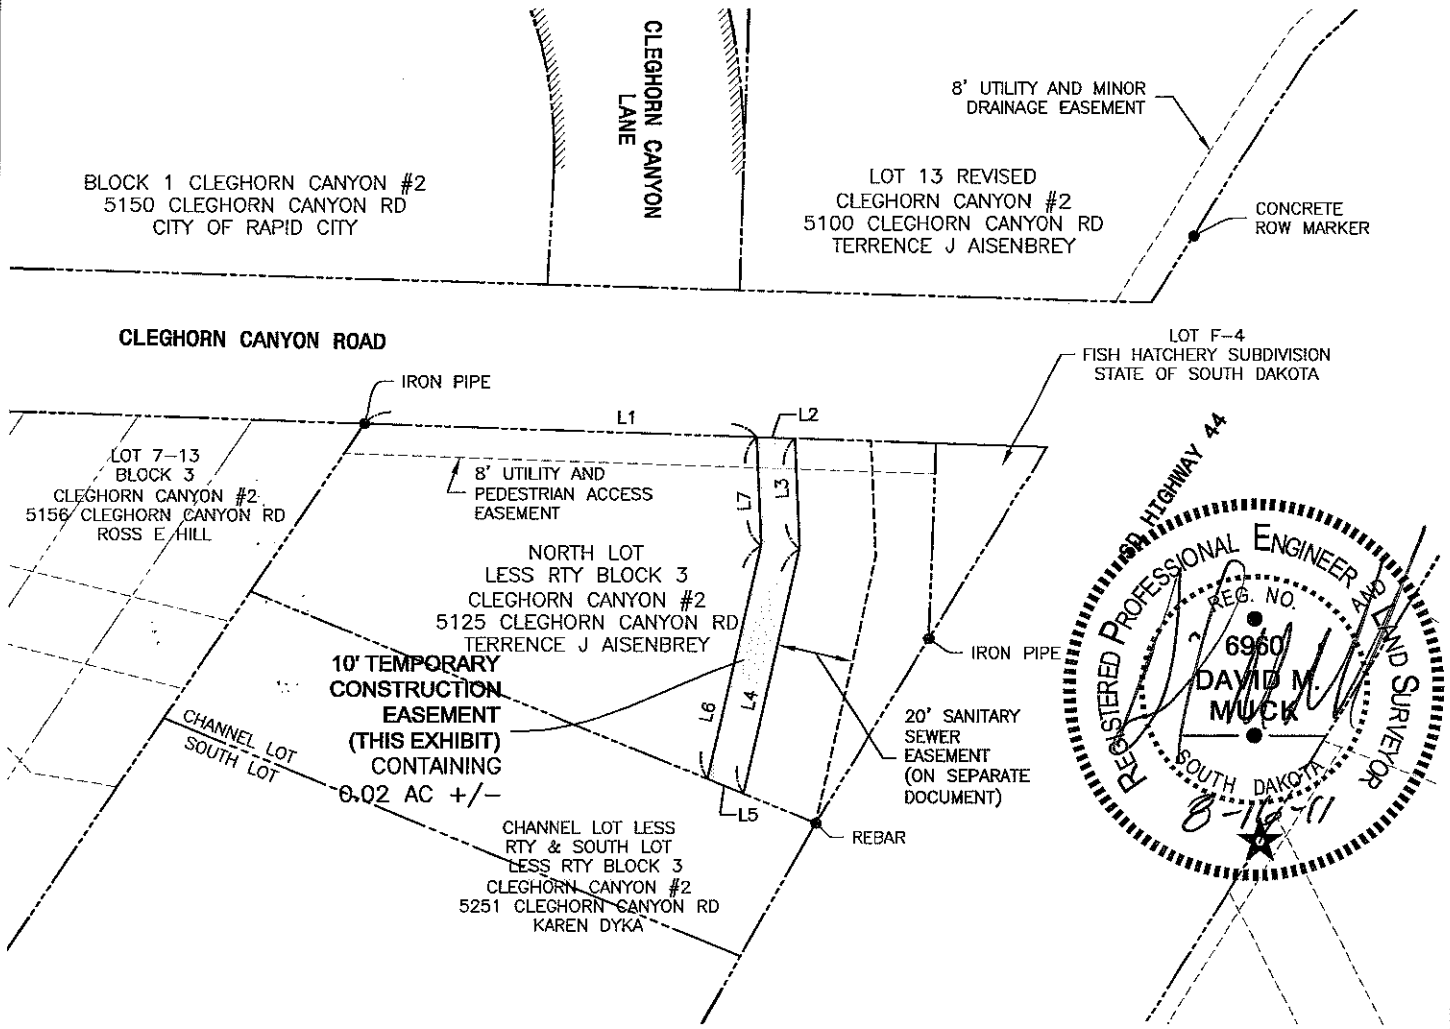 CLEGHORN CANYON
LANE
8' UTILITY AND MINOR
DRAINAGE EASEMENT
BLOCK 1 CLEGHORN CANYON #2
5150 CLEGHORN CANYON RD
CITY OF RAPID CITY
LOT 13 REVISED
CLEGHORN CANYON #2
5100 CLEGHORN CANYON RD
TERRENCE J AISENBREY
CONCRETE
ROW MARKER
CLEGHORN CANYON ROAD
LOT F-4
FISH HATCHERY SUBDIVISION
STATE OF SOUTH DAKOTA
IRON PIPE
L1
L2
SD HIGHWAY 44
LOT 7-13
BLOCK 3
CLEGHORN CANYON #2
5156 CLEGHORN CANYON RD
ROSS E HILL
8' UTILITY AND
PEDESTRIAN ACCESS
EASEMENT
L7
L3
NORTH LOT
LESS RTY BLOCK 3
CLEGHORN CANYON #2
5125 CLEGHORN CANYON RD
TERRENCE J AISENBREY
IRON PIPE
10' TEMPORARY
CONSTRUCTION
EASEMENT
(THIS EXHIBIT)
CONTAINING
0.02 AC +/-
L6
L4
20' SANITARY
SEWER
EASEMENT
(ON SEPARATE
DOCUMENT)
CHANNEL LOT
SOUTH LOT
L5
REBAR
CHANNEL LOT LESS
RTY & SOUTH LOT
LESS RTY BLOCK 3
CLEGHORN CANYON #2
5251 CLEGHORN CANYON RD
KAREN DYKA
REGISTERED PROFESSIONAL ENGINEER AND LAND SURVEYOR
REG. NO.
6960
DAVID M.
MUCK
SOUTH DAKOTA
8-16-11